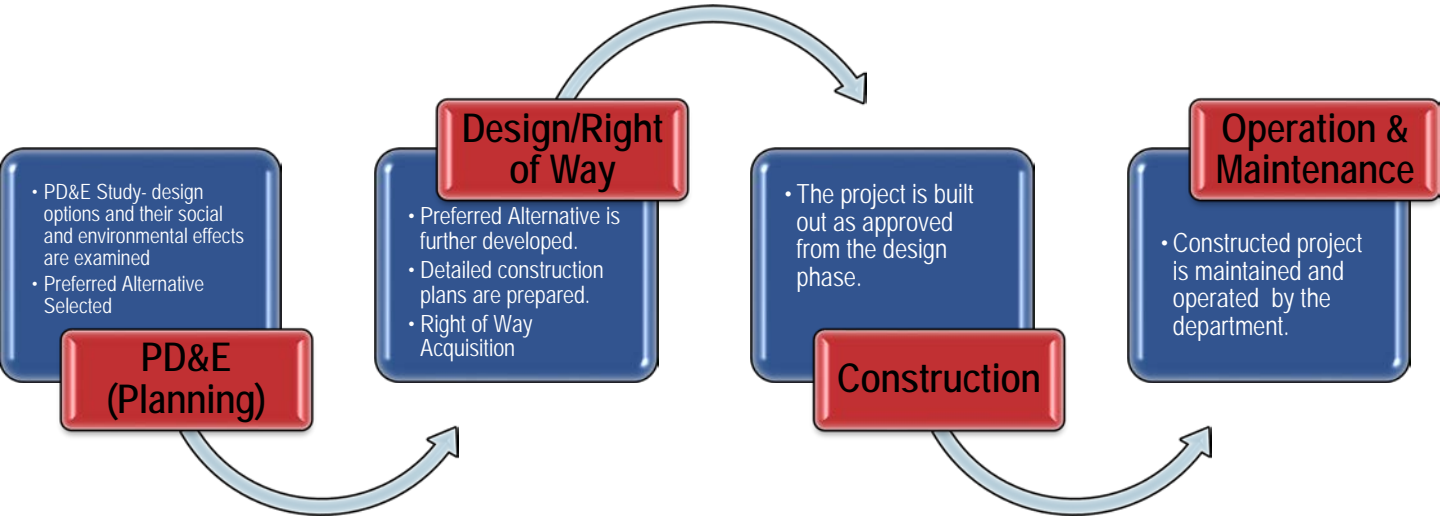 • PD&E Study- design
options and their social
and environmental effects
are examined
• Preferred Alternative
Selected
PD&E
(Planning)
Design/Right
of Way
• Preferred Alternative is
further developed.
• Detailed construction
plans are prepared.
• Right of Way
Acquisition
• The project is built
out as approved
from the design
phase.
Construction
Operation &
Maintenance
• Constructed project
is maintained and
operated  by the
department.